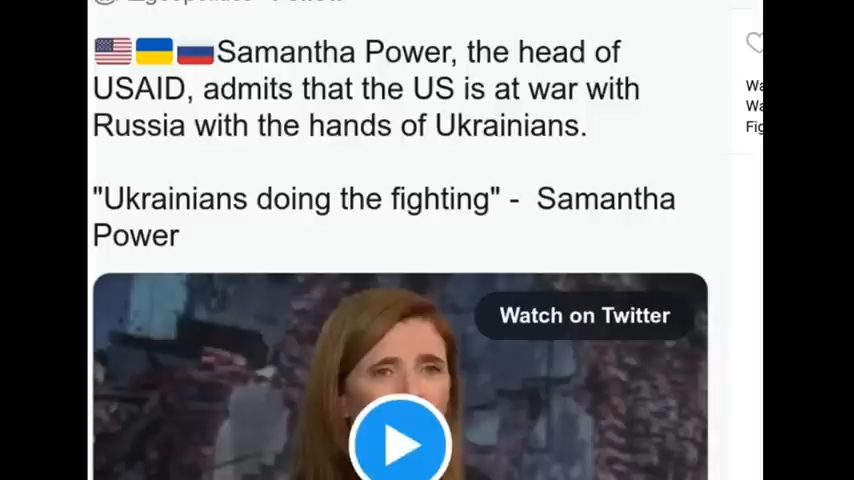 🇺🇸🇺🇦🇷🇺Samantha Power, the head of
USAID, admits that the US is at war with
Russia with the hands of Ukrainians.
"Ukrainians doing the fighting" - Samantha
Power
Watch on Twitter